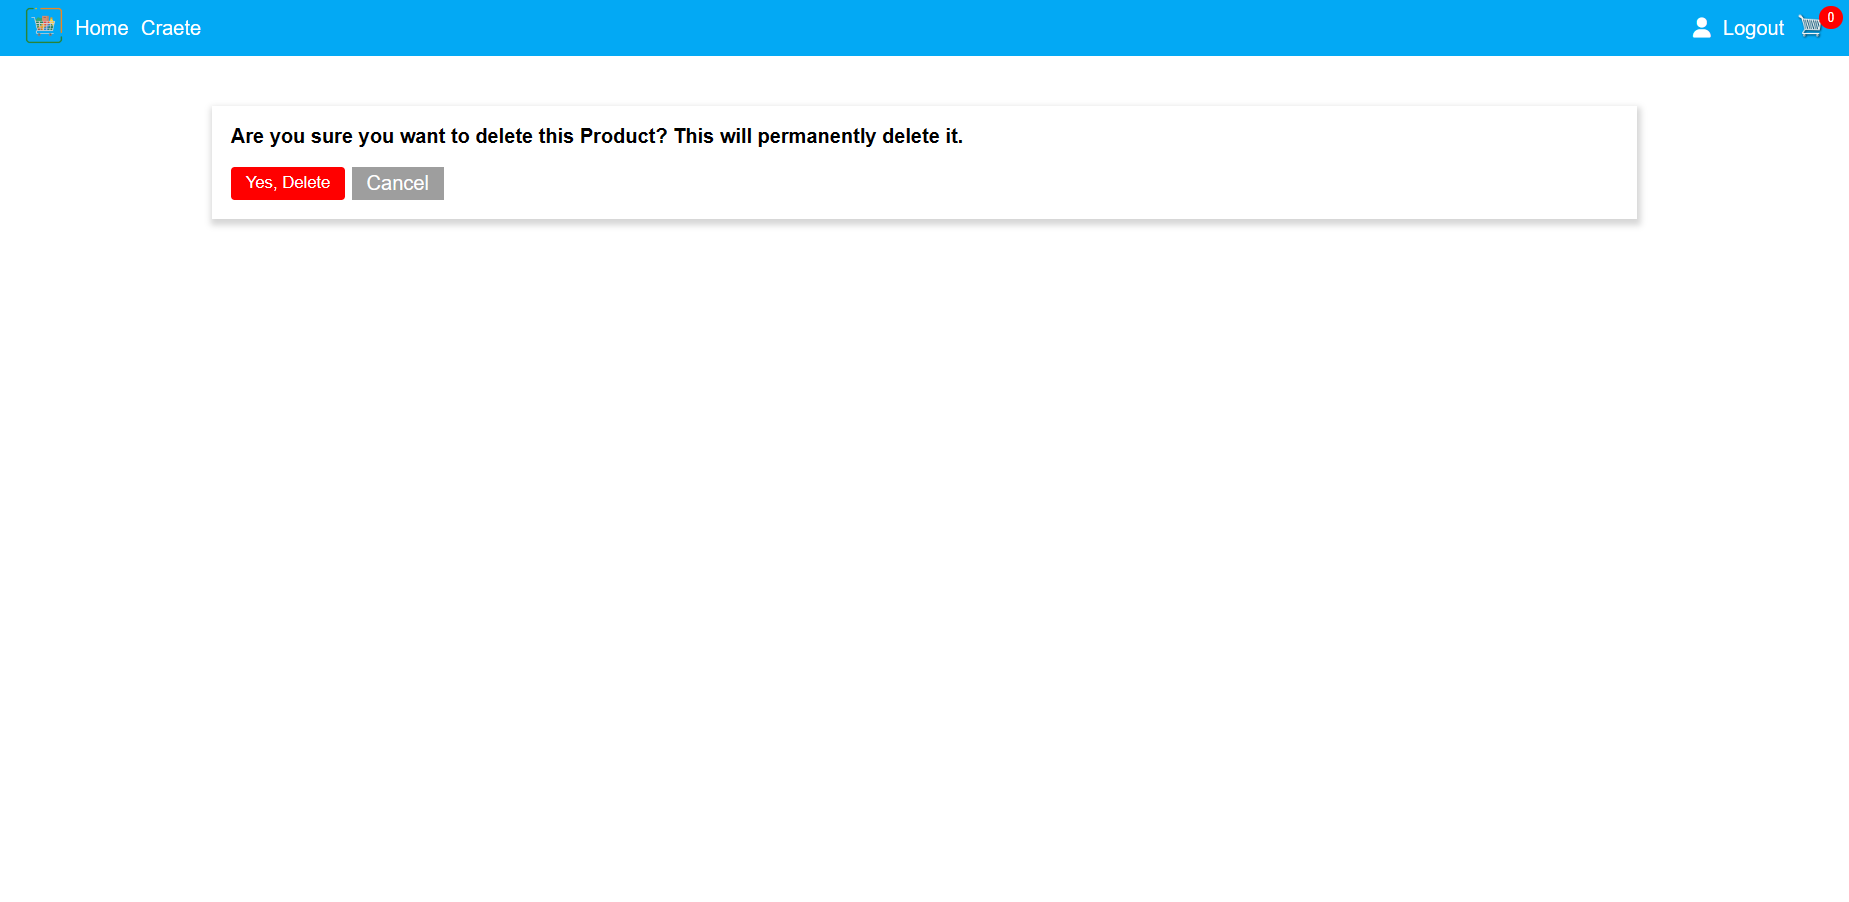 Home Craete Logout 0
Are you sure you want to delete this Product? This will permanently delete it.
Yes, Delete Cancel